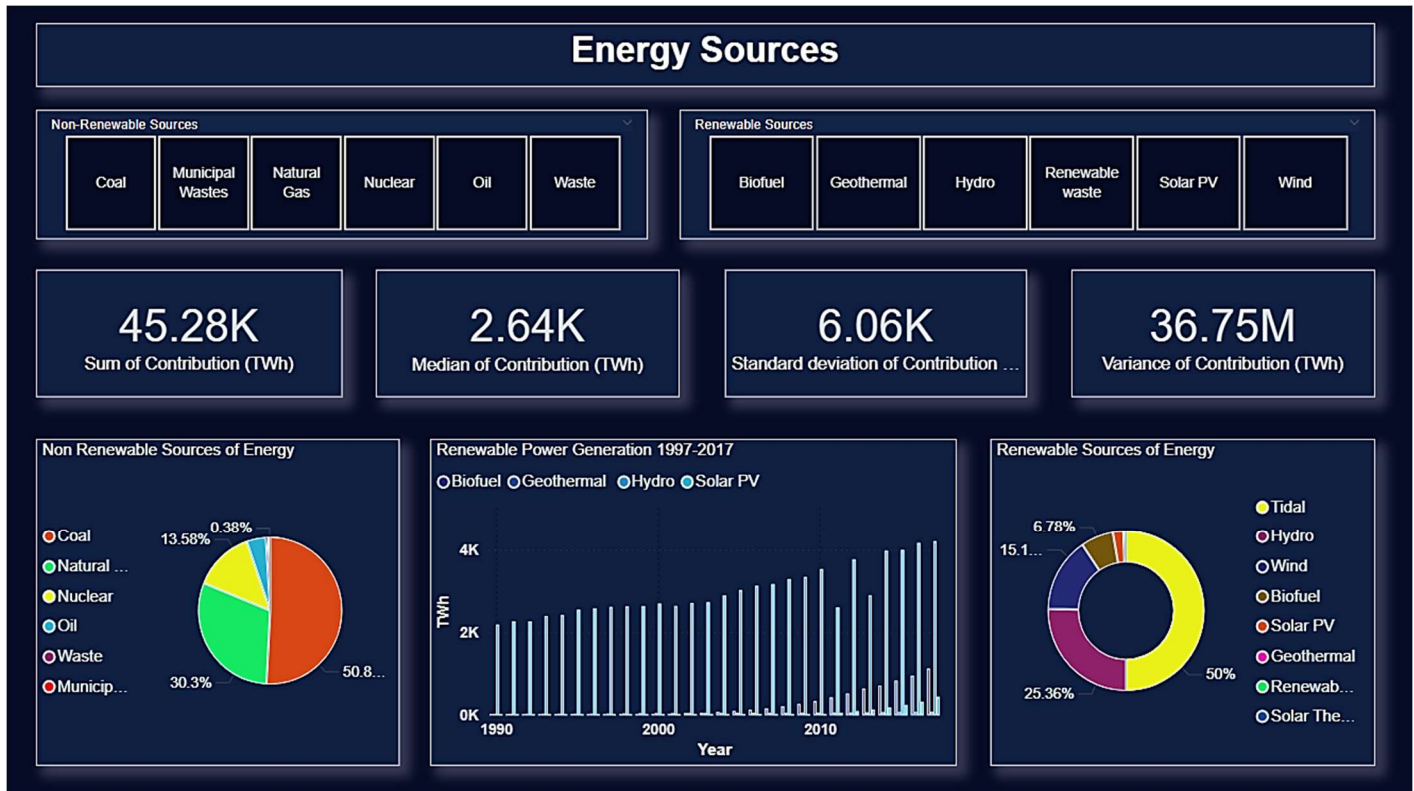 Energy Sources
Non-Renewable Sources
Coal
Municipal
Wastes
Natural
Gas
Nuclear
Oil
Waste
Renewable Sources
Biofuel
Geothermal
Hydro
Renewable
waste
Solar PV
Wind
45.28K
Sum of Contribution (TWh)
2.64K
Median of Contribution (TWh)
6.06K
Standard deviation of Contribution ...
36.75M
Variance of Contribution (TWh)
Non Renewable Sources of Energy
Coal
Natural ...
Nuclear
Oil
Waste
Municip...
0.38%
13.58%
30.3%
50.8...
Renewable Power Generation 1997-2017
Biofuel Geothermal Hydro Solar PV
TWh
4K
2K
0K
1990 2000 2010
Year
Renewable Sources of Energy
6.78%
15.1...
25.36%
50%
Tidal
Hydro
Wind
Biofuel
Solar PV
Geothermal
Renewab...
Solar The...